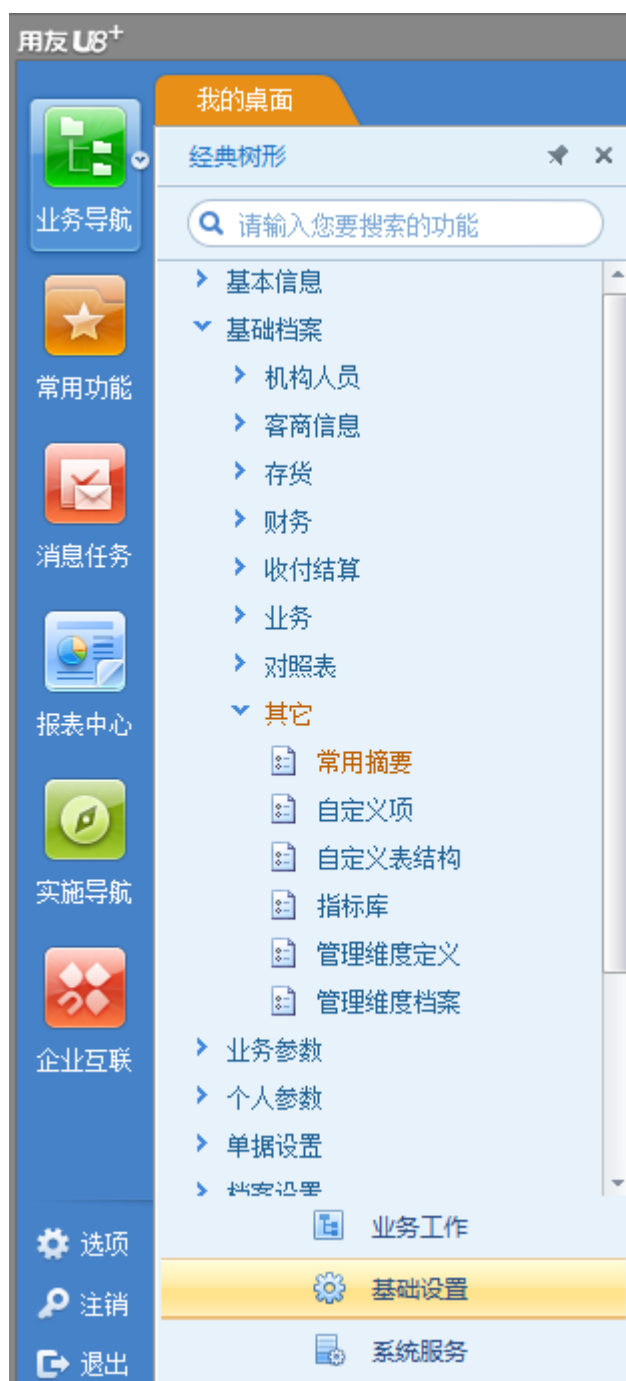 用友 U8+
我的桌面
经典树形
业务导航
请输入您要搜索的功能
基本信息
基础档案
机构人员
常用功能
客商信息
存货
财务
消息任务
收付结算
业务
对照表
其它
报表中心
常用摘要
自定义项
自定义表结构
实施导航
指标库
管理维度定义
管理维度档案
业务参数
企业互联
个人参数
单据设置
档案设置
业务工作
选项
基础设置
注销
系统服务
退出